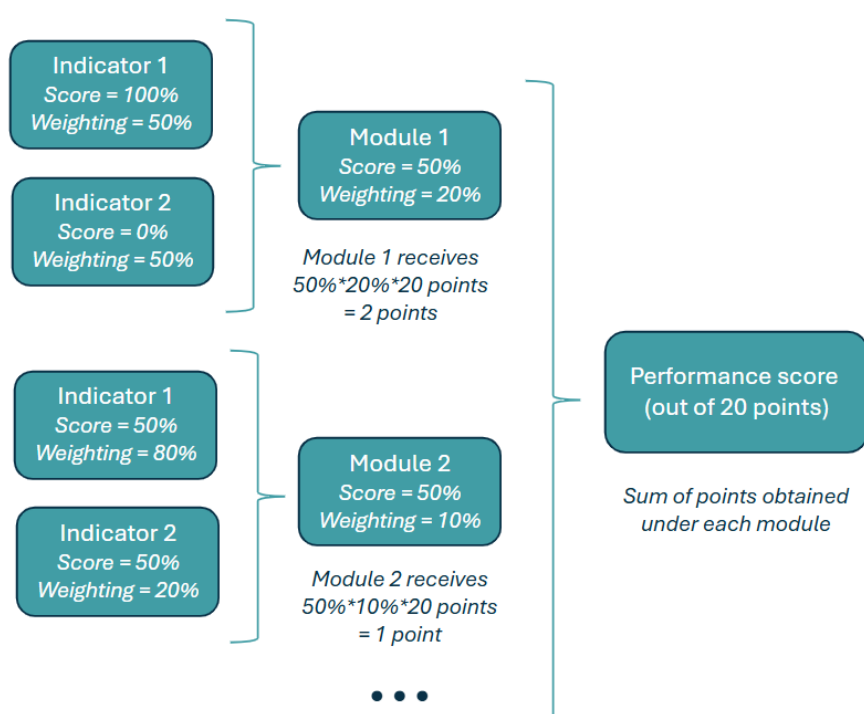 Indicator 1
Score = 100%
Weighting = 50%
Indicator 2
Score = 0%
Weighting = 50%
Module 1
Score = 50%
Weighting = 20%
Module 1 receives
50%*20%*20 points
= 2 points
Indicator 1
Score = 50%
Weighting = 80%
Indicator 2
Score = 50%
Weighting = 20%
Module 2
Score = 50%
Weighting = 10%
Module 2 receives
50%*10%*20 points
= 1 point
Performance score
(out of 20 points)
Sum of points obtained
under each module